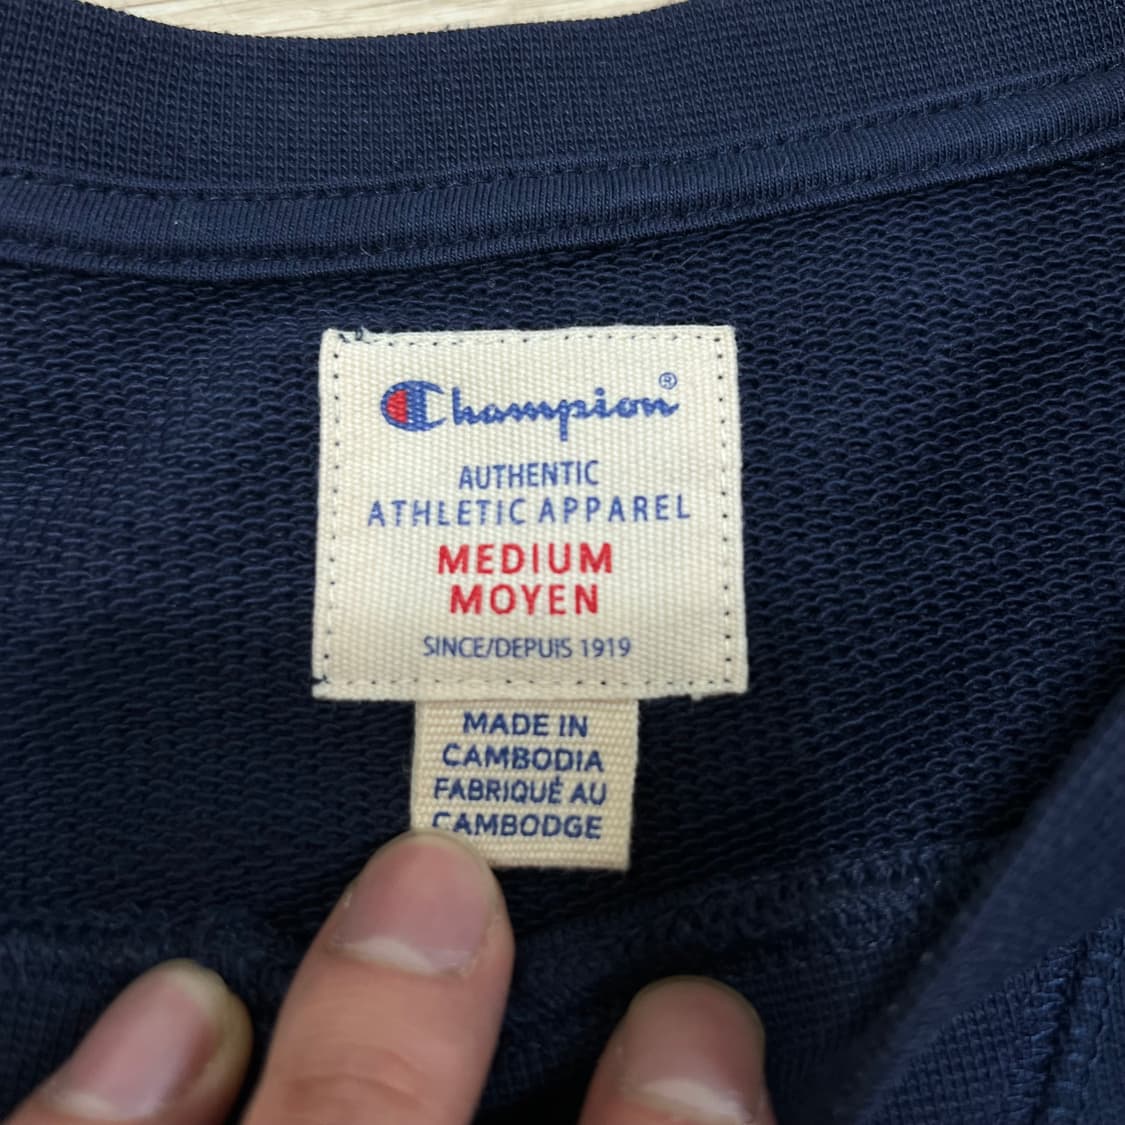 Champion®
AUTHENTIC
ATHLETIC APPAREL
MEDIUM
MOYEN
SINCE/DEPUIS 1919
MADE IN
CAMBODIA
FABRIQUÉ AU
CAMBODGE